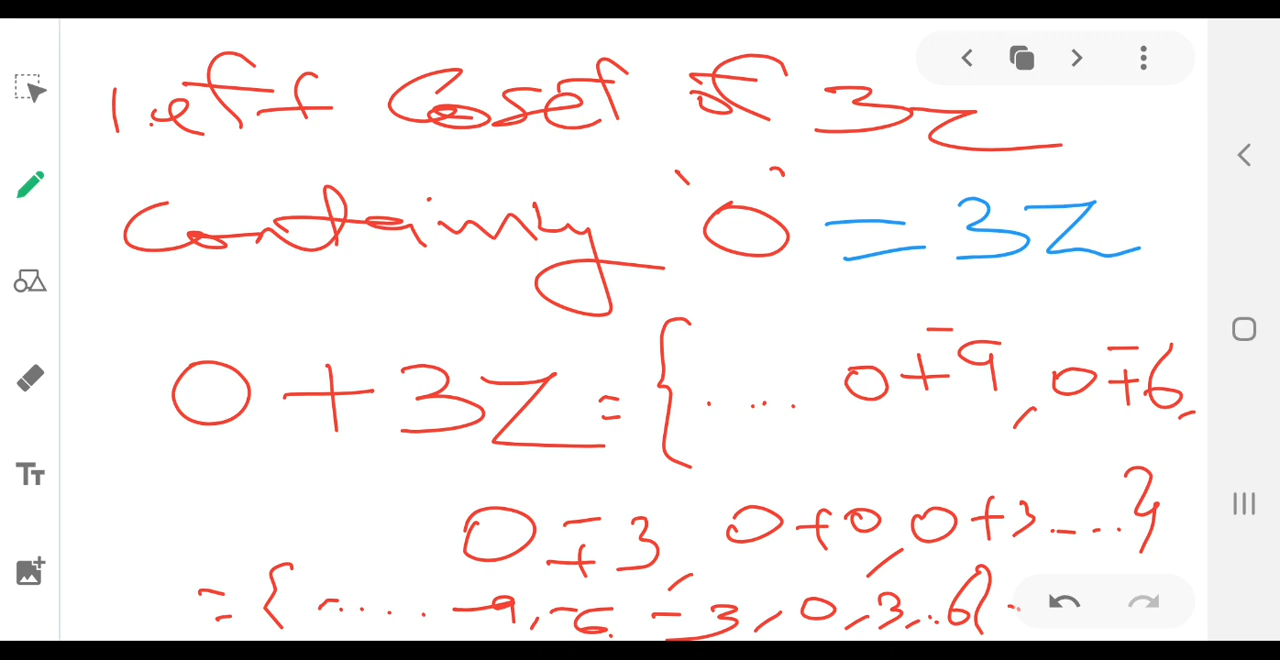 left Coset of 3Z
Containing "0" = 3Z
0 + 3Z = { .... 0+-9, 0+-6,
0+-3, 0+0, 0+3.....}
= { ..... -9, -6, -3, 0, 3, ..6(
Tт